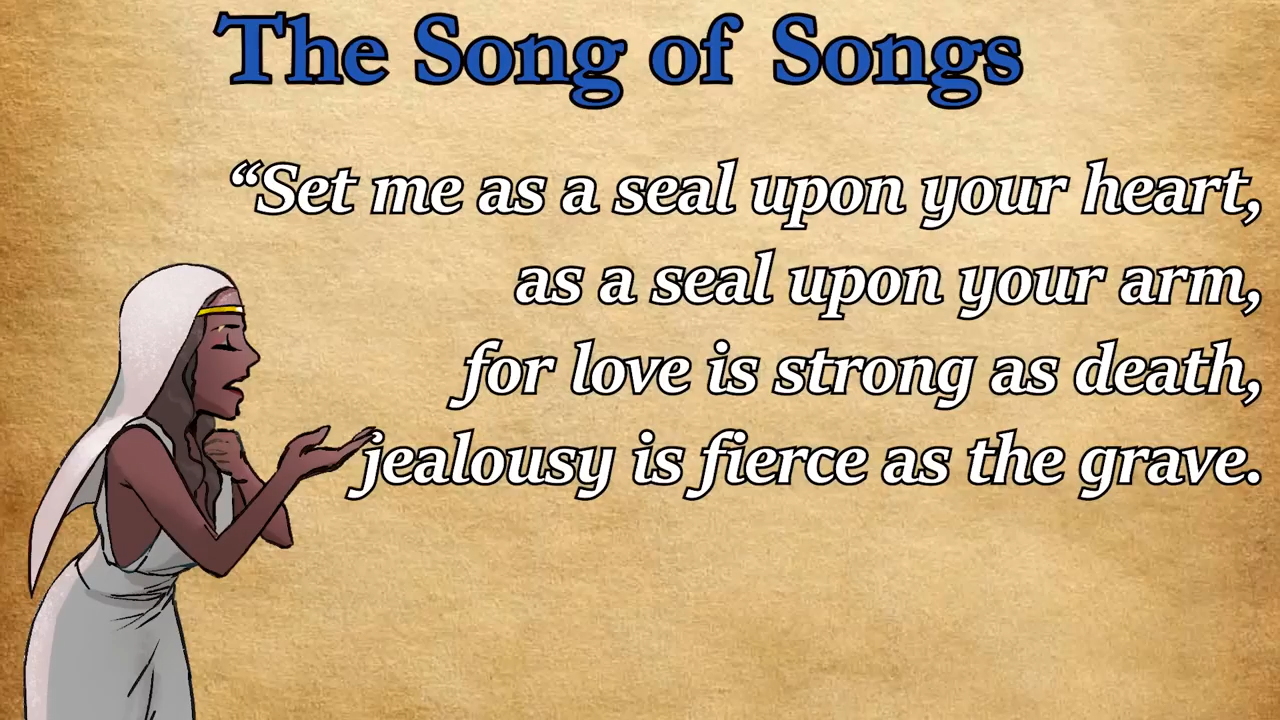 The Song of Songs
“Set me as a seal upon your heart,
as a seal upon your arm,
for love is strong as death,
jealousy is fierce as the grave.